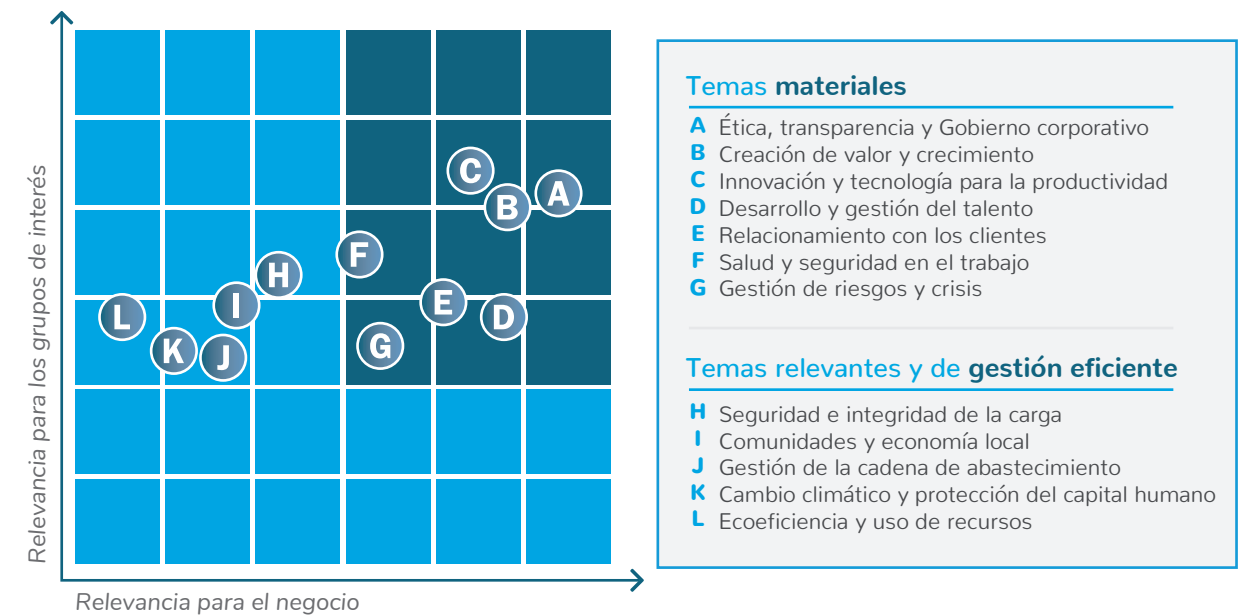 Relevancia para los grupos de interés
C
A
B
F
H
E
I
D
L
G
K
J
Relevancia para el negocio
Temas materiales
A Ética, transparencia y Gobierno corporativo
B Creación de valor y crecimiento
C Innovación y tecnología para la productividad
D Desarrollo y gestión del talento
E Relacionamiento con los clientes
F Salud y seguridad en el trabajo
G Gestión de riesgos y crisis
Temas relevantes y de gestión eficiente
H Seguridad e integridad de la carga
I Comunidades y economía local
J Gestión de la cadena de abastecimiento
K Cambio climático y protección del capital humano
L Ecoeficiencia y uso de recursos